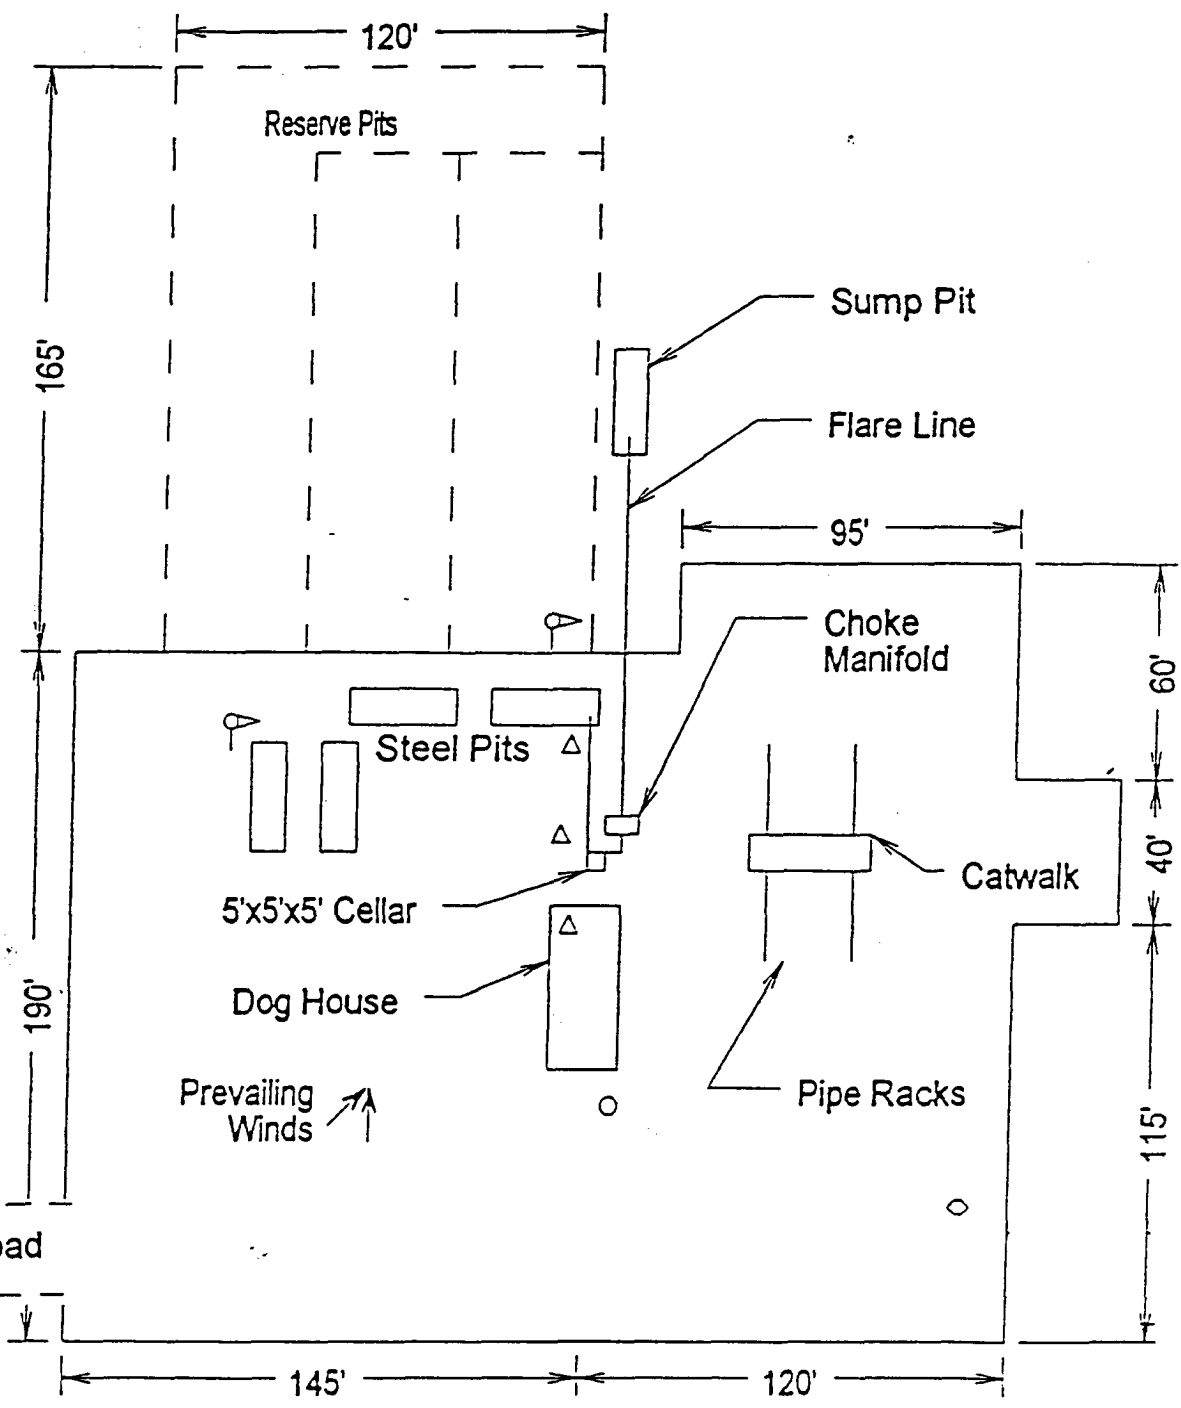 120'
Reserve Pits
Sump Pit
165'
Flare Line
95'
Choke
Manifold
60'
Steel Pits
40'
Catwalk
5'x5'x5' Cellar
190'
Dog House
Prevailing
Winds
Pipe Racks
115'
oad
145'
120'